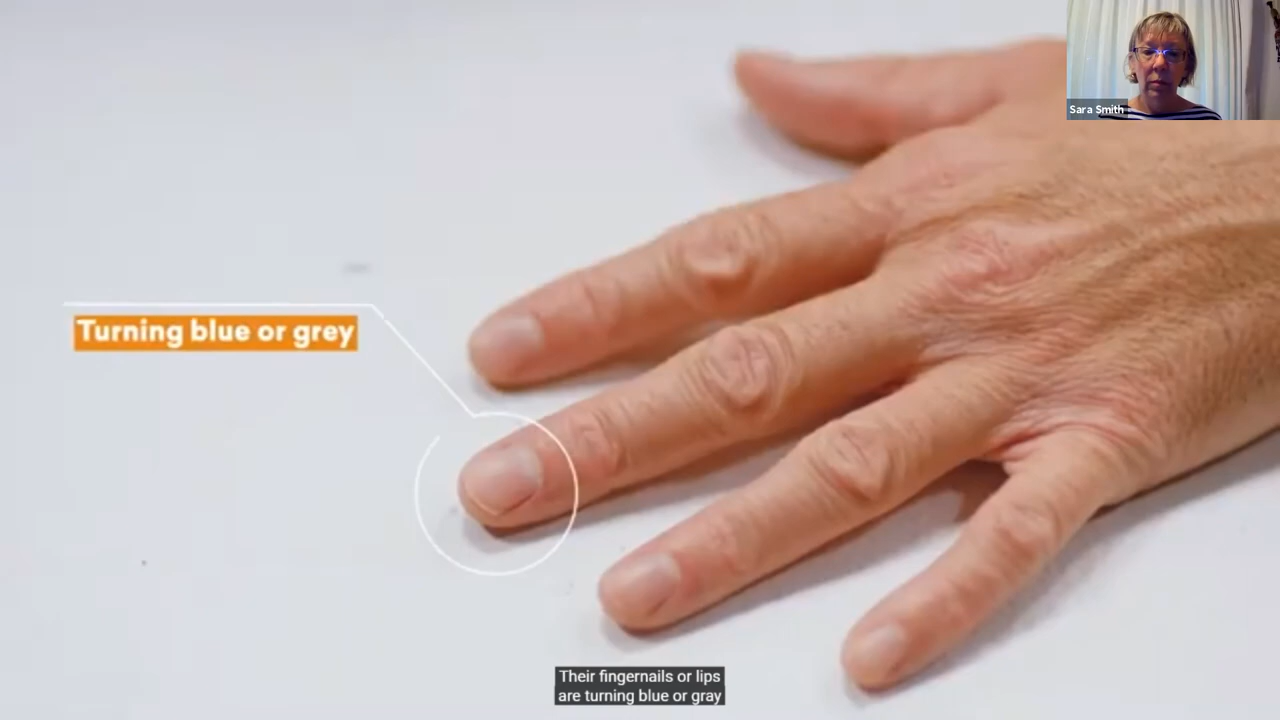 Sara Smith
Turning blue or grey
Their fingernails or lips
are turning blue or gray